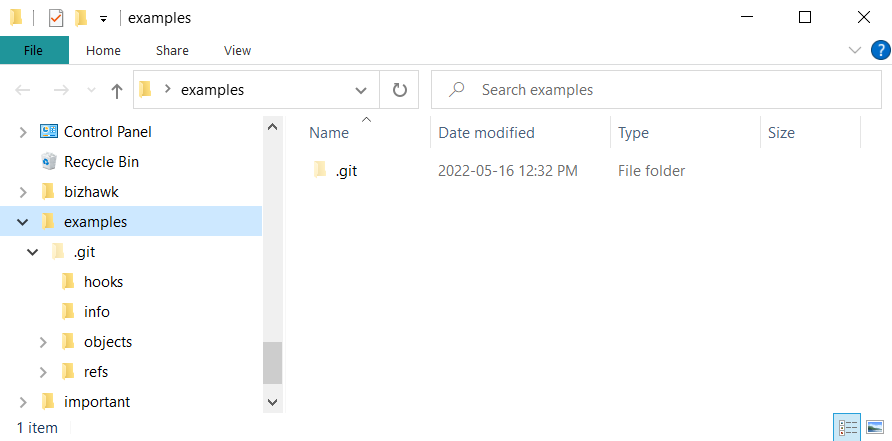 examples
File Home Share View
examples Search examples
Name Date modified Type Size
Control Panel
Recycle Bin
bizhawk
examples
.git
hooks
info
objects
refs
important
.git 2022-05-16 12:32 PM File folder
1 item